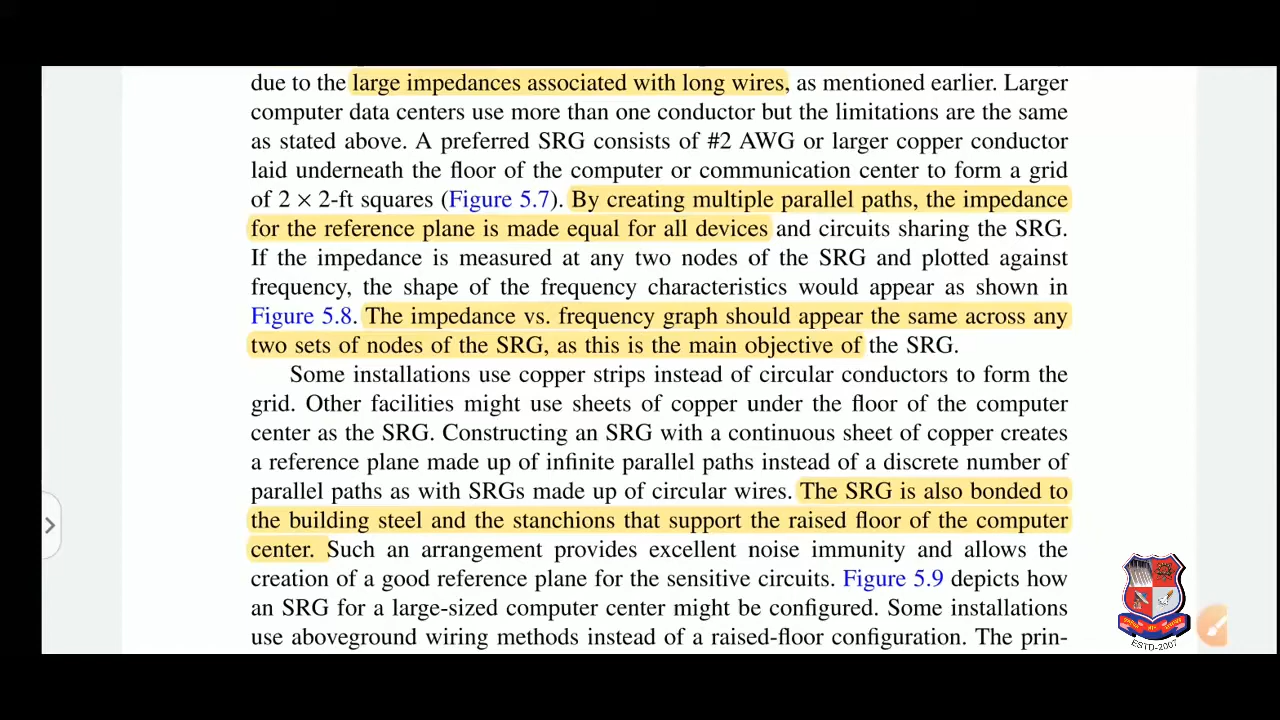 due to the large impedances associated with long wires, as mentioned earlier. Larger
computer data centers use more than one conductor but the limitations are the same
as stated above. A preferred SRG consists of #2 AWG or larger copper conductor
laid underneath the floor of the computer or communication center to form a grid
of 2 × 2-ft squares (Figure 5.7). By creating multiple parallel paths, the impedance
for the reference plane is made equal for all devices and circuits sharing the SRG.
If the impedance is measured at any two nodes of the SRG and plotted against
frequency, the shape of the frequency characteristics would appear as shown in
Figure 5.8. The impedance vs. frequency graph should appear the same across any
two sets of nodes of the SRG, as this is the main objective of the SRG.
Some installations use copper strips instead of circular conductors to form the
grid. Other facilities might use sheets of copper under the floor of the computer
center as the SRG. Constructing an SRG with a continuous sheet of copper creates
a reference plane made up of infinite parallel paths instead of a discrete number of
parallel paths as with SRGs made up of circular wires. The SRG is also bonded to
the building steel and the stanchions that support the raised floor of the computer
center. Such an arrangement provides excellent noise immunity and allows the
creation of a good reference plane for the sensitive circuits. Figure 5.9 depicts how
an SRG for a large-sized computer center might be configured. Some installations
use aboveground wiring methods instead of a raised-floor configuration. The prin-
ESTD-2007